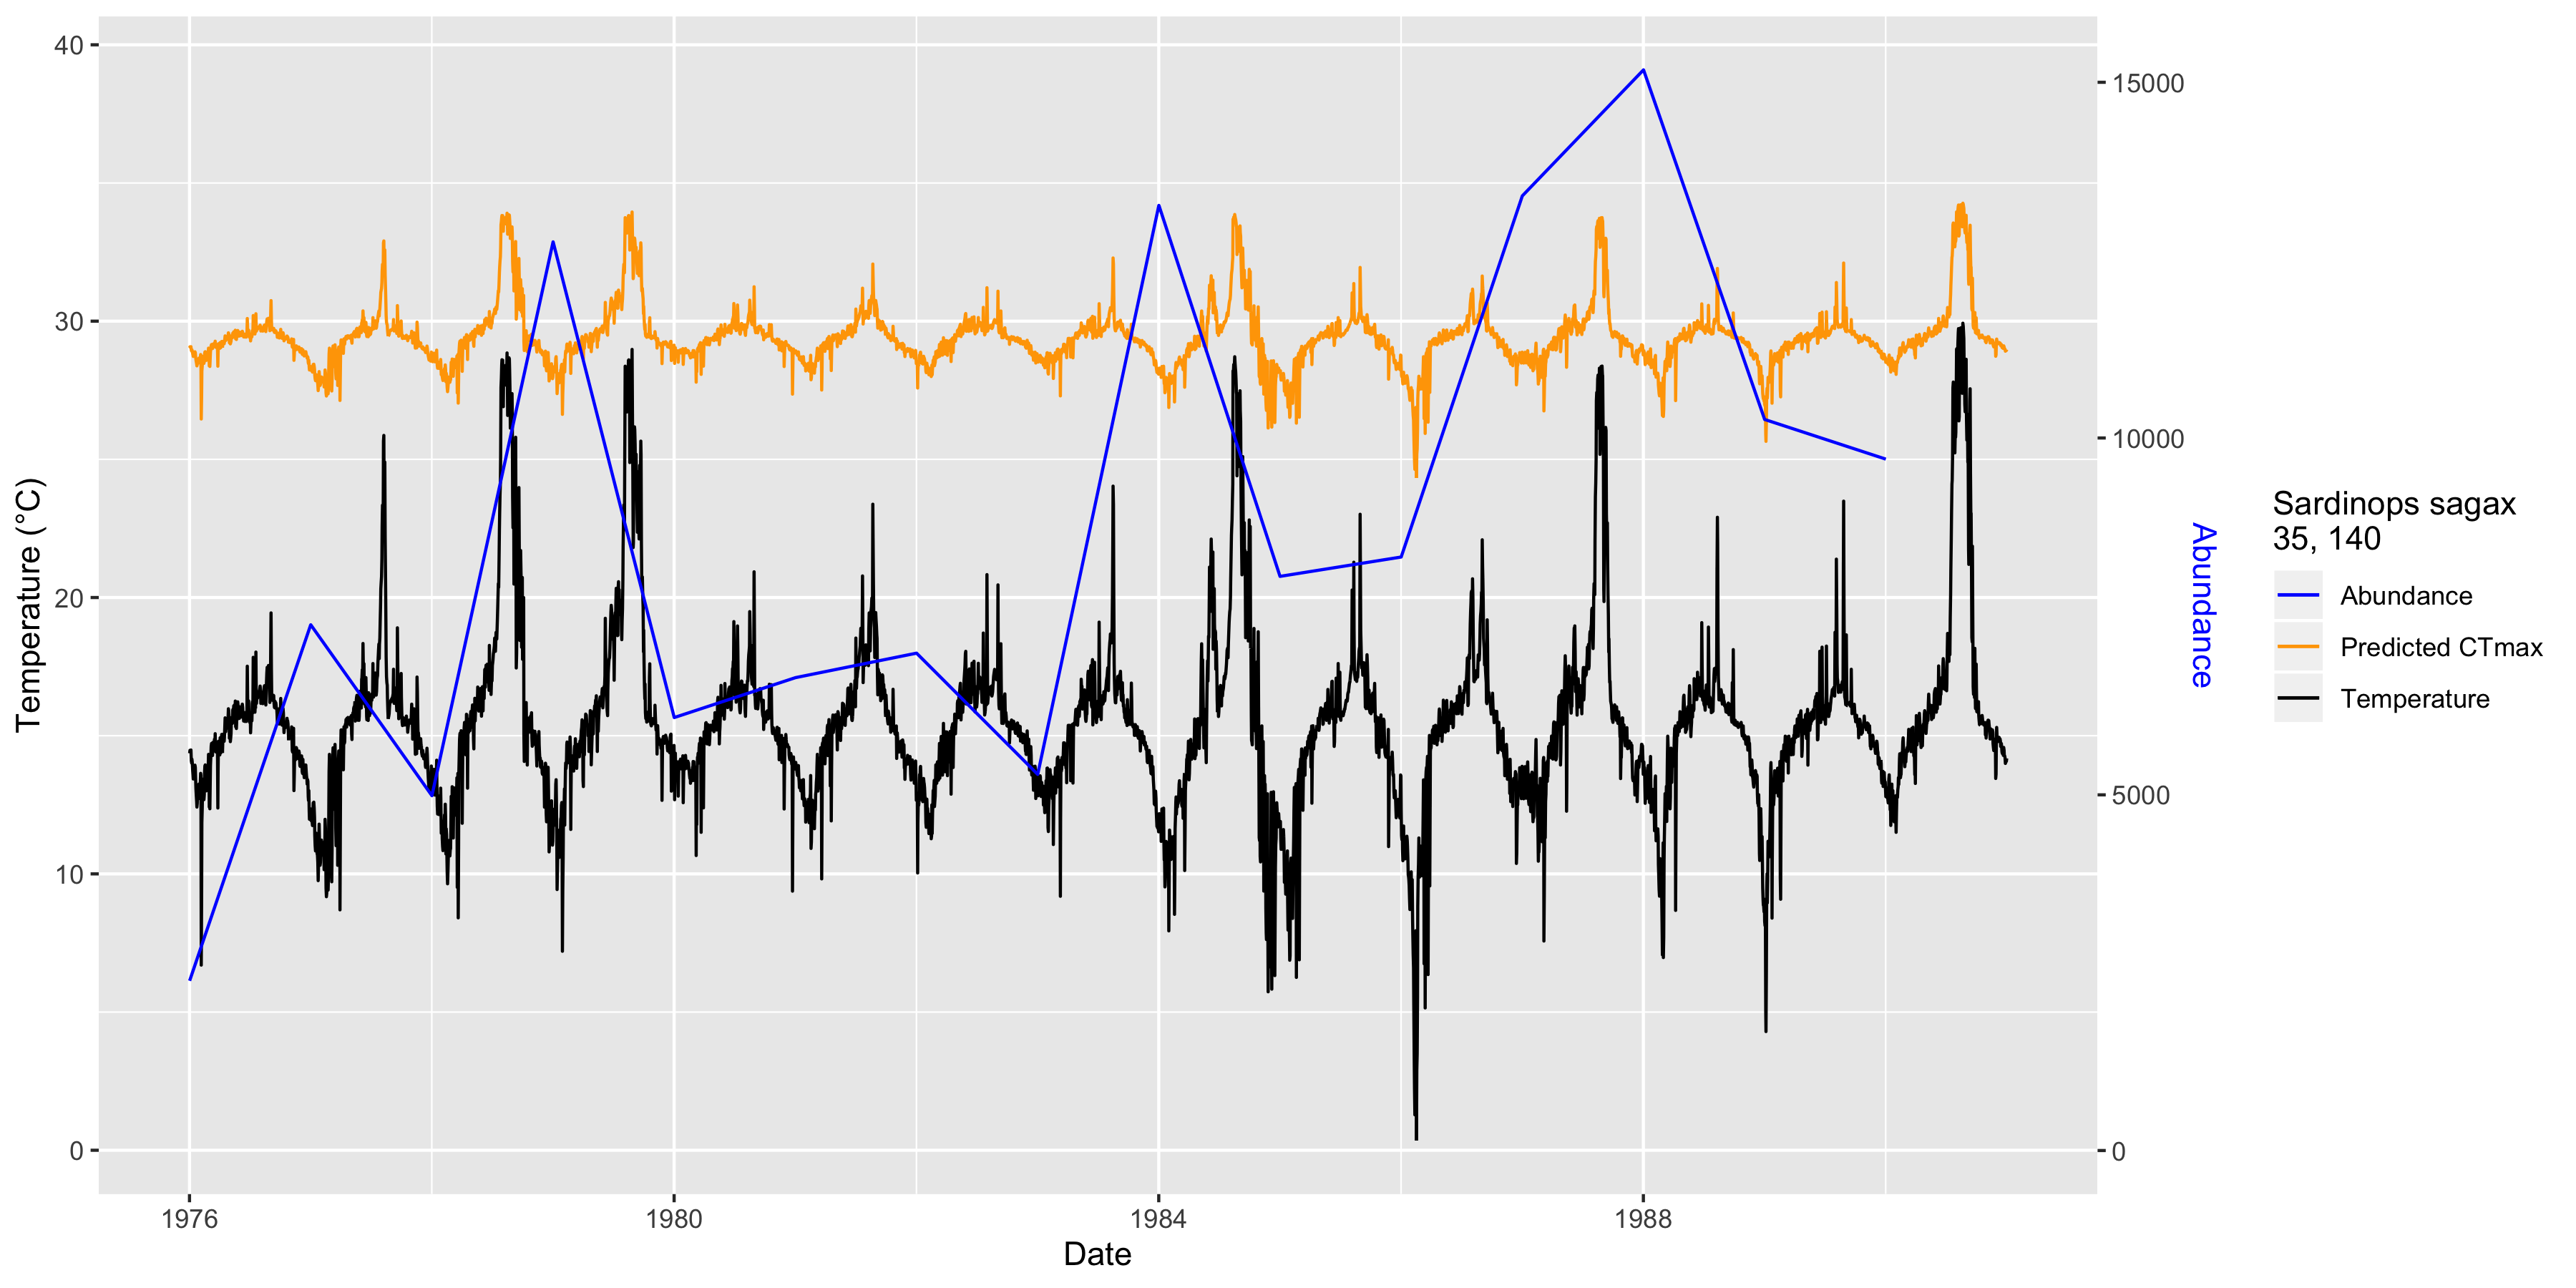 40
30
20
10
0
Temperature (°C)
1976
1980
1984
1988
Date
15000
10000
5000
0
Abundance
Sardinops sagax
35, 140
Abundance
Predicted CTmax
Temperature